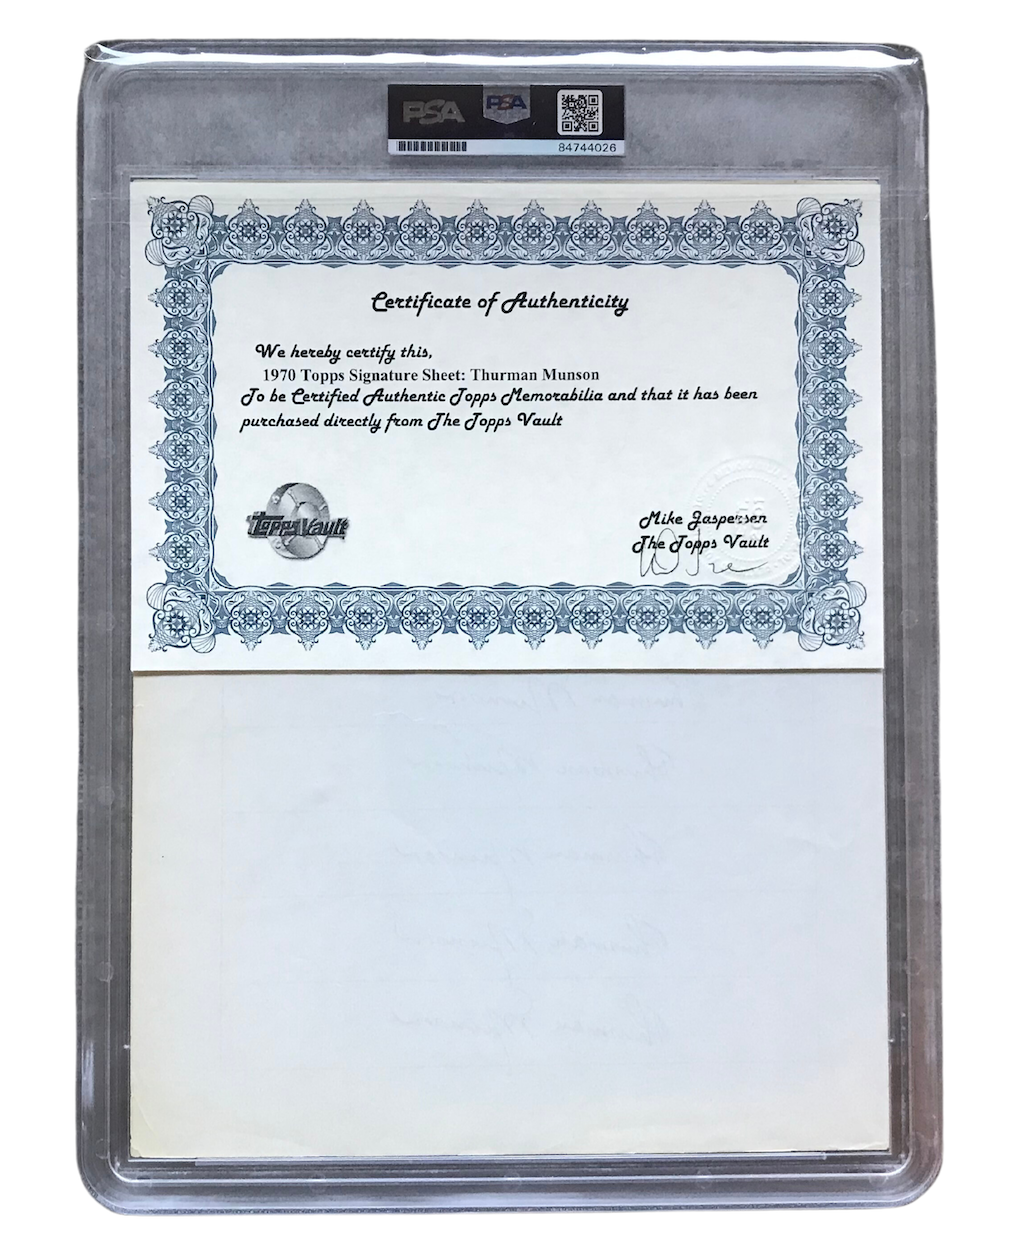 PSA
PSA
84744026
Certificate of Authenticity
We hereby certify this,
1970 Topps Signature Sheet: Thurman Munson
To be Certified Authentic Topps Memorabilia and that it has been
purchased directly from The Topps Vault
Topps Vault
Mike Jaspersen
The Topps Vault